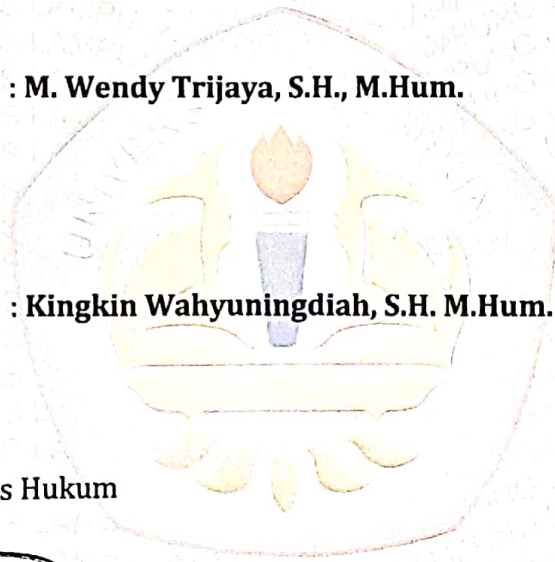 : M. Wendy Trijaya, S.H., M.Hum.
: Kingkin Wahyuningdiah, S.H. M.Hum.
s Hukum